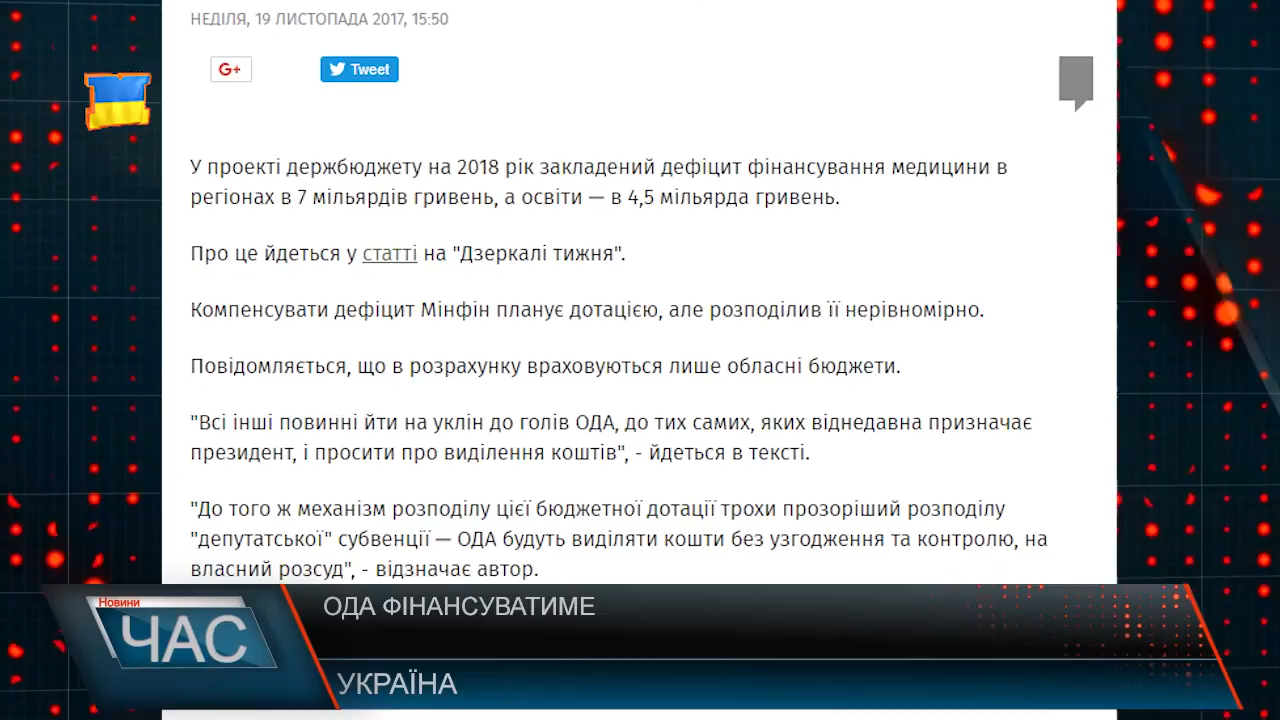 НЕДІЛЯ, 19 ЛИСТОПАДА 2017, 15:50
G+
Tweet
У проекті держбюджету на 2018 рік закладений дефіцит фінансування медицини в
регіонах в 7 мільярдів гривень, а освіти — в 4,5 мільярда гривень.
Про це йдеться у статті на "Дзеркалі тижня".
Компенсувати дефіцит Мінфін планує дотацією, але розподілив її нерівномірно.
Повідомляється, що в розрахунку враховуються лише обласні бюджети.
"Всі інші повинні йти на уклін до голів ОДА, до тих самих, яких віднедавна призначає
президент, і просити про виділення коштів", - йдеться в тексті.
"До того ж механізм розподілу цієї бюджетної дотації трохи прозоріший розподілу
"депутатської" субвенції — ОДА будуть виділяти кошти без узгодження та контролю, на
власний розсуд", - відзначає автор.
Новини
ЧАС
ОДА ФІНАНСУВАТИМЕ
УКРАЇНА